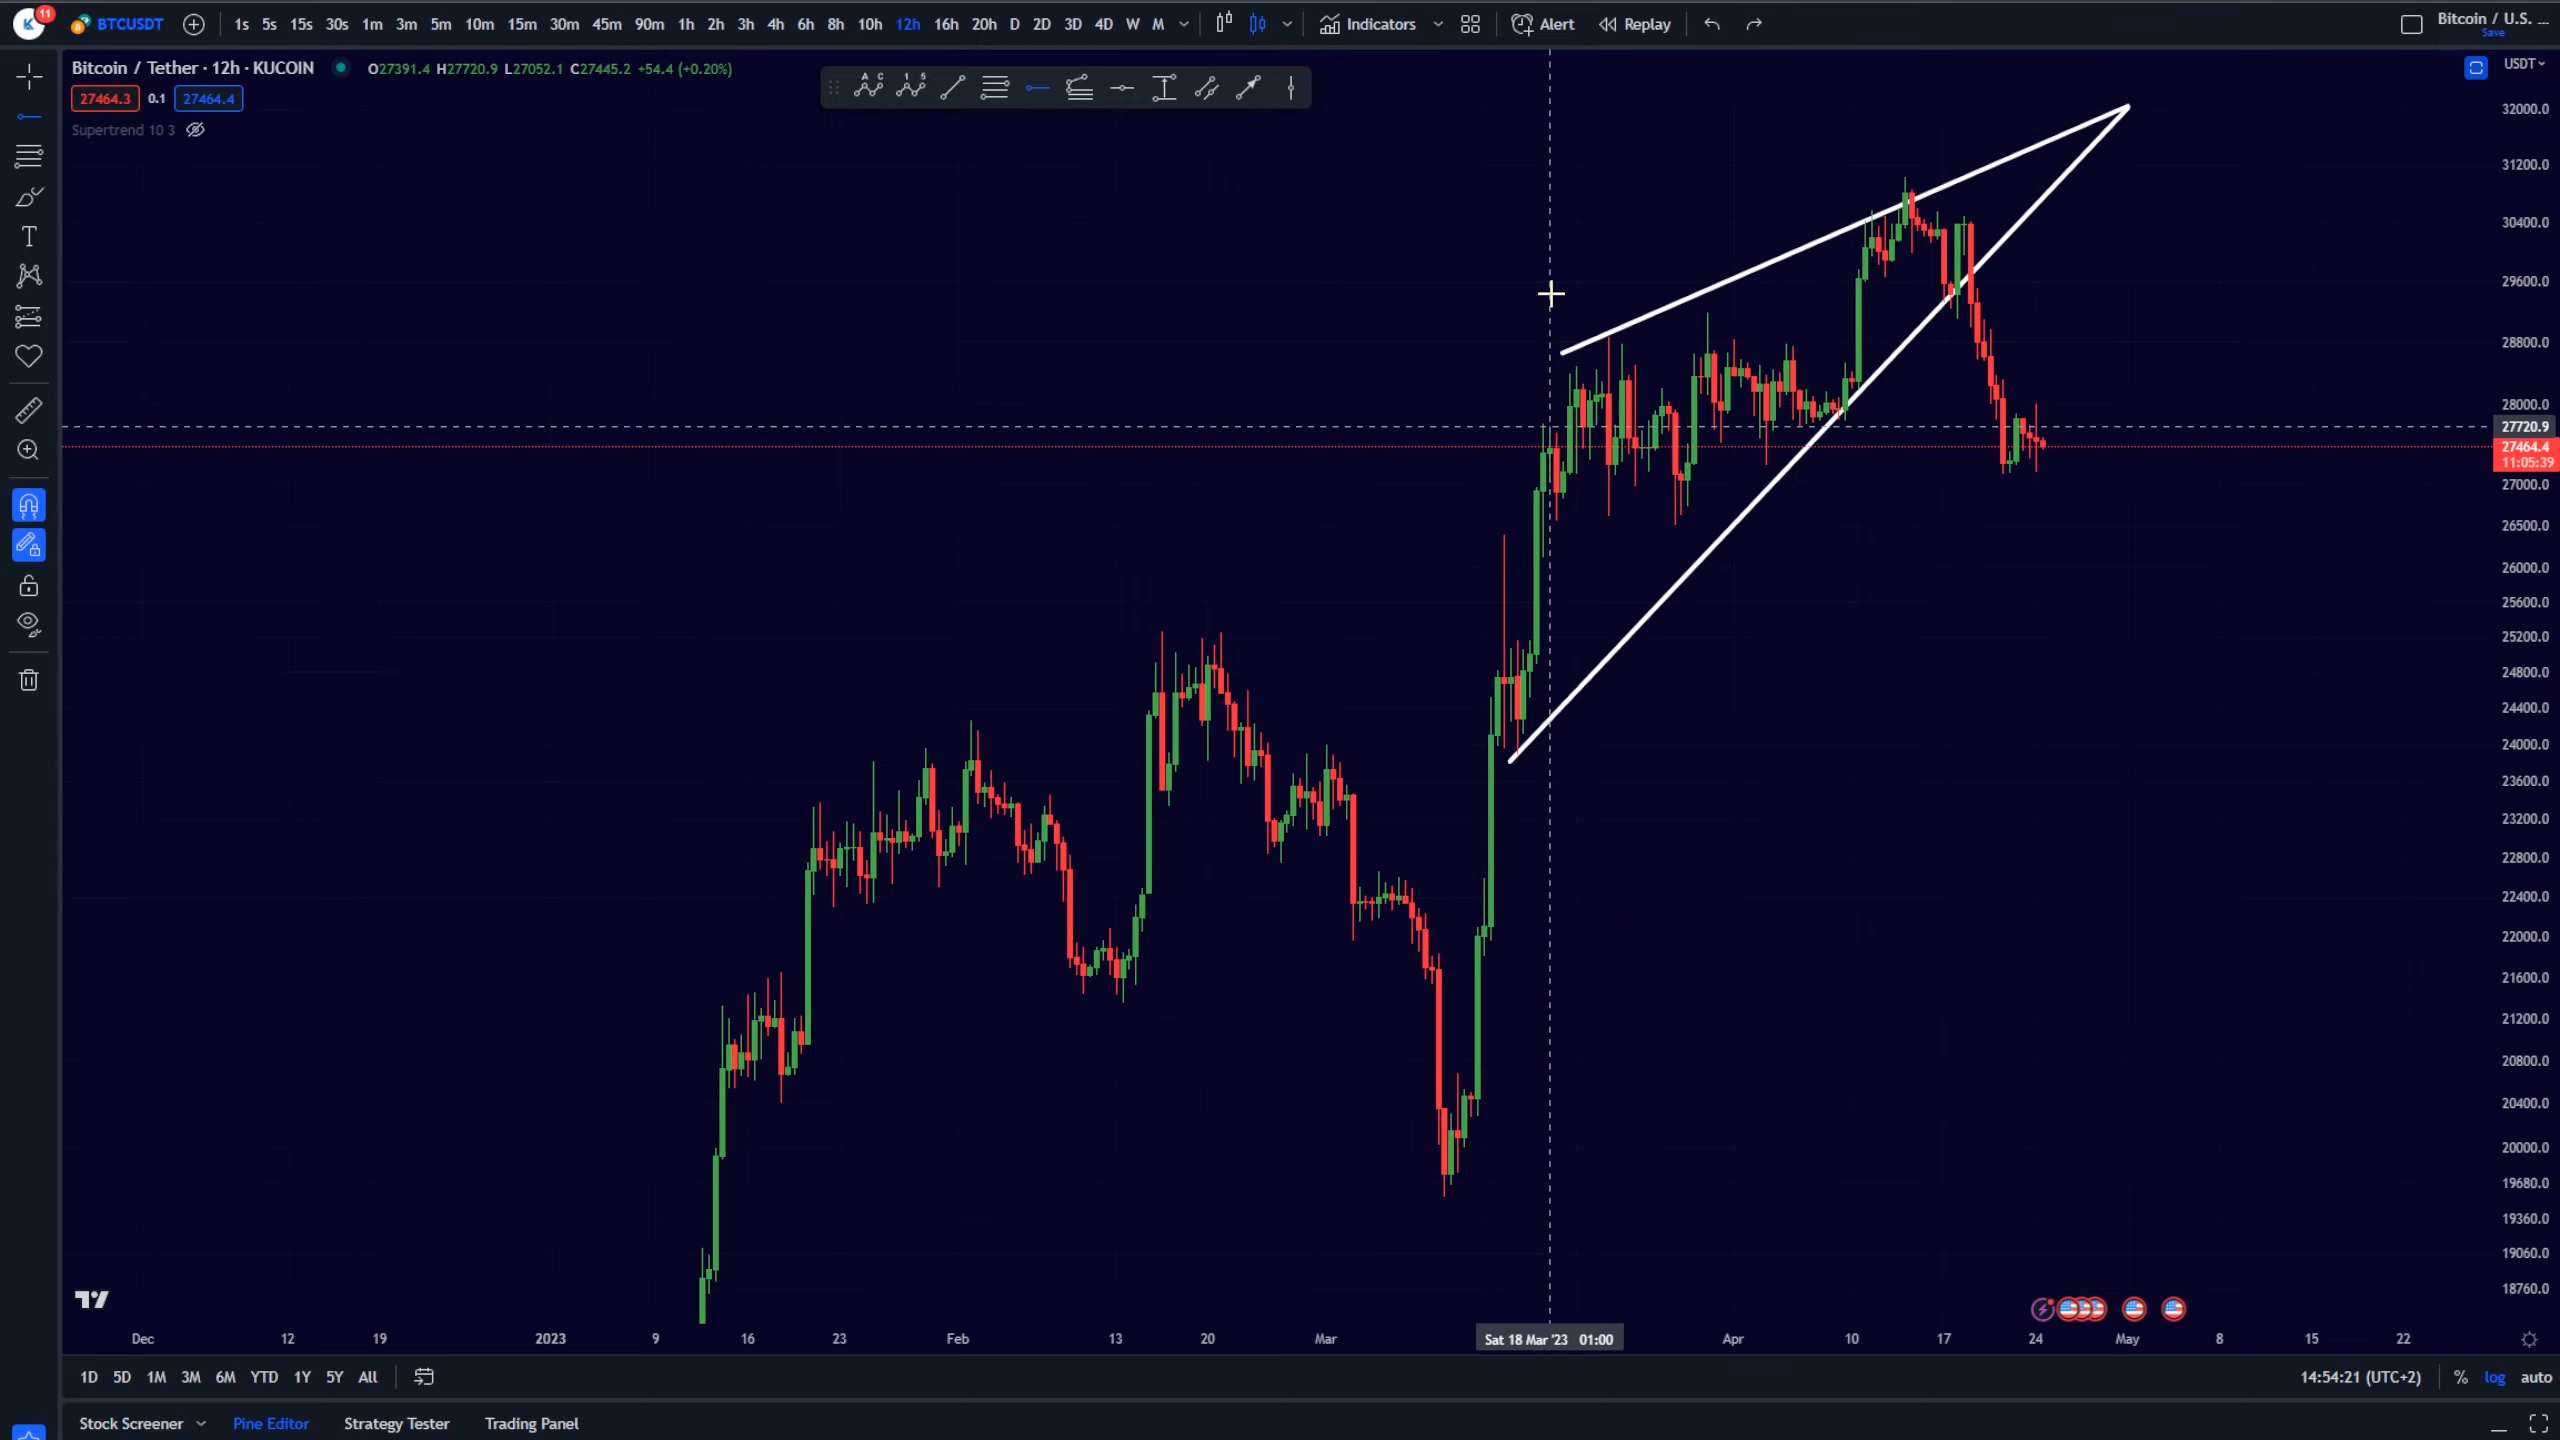 11
BTCUSDT
1s 5s 15s 30s 1m 3m 5m 10m 15m 30m 45m 90m 1h 2h 3h 4h 6h 8h 10h 12h 16h 20h D 2D 3D 4D W M
Indicators
Alert
Replay
Bitcoin / U.S. ...
Save
Bitcoin / Tether · 12h · KUCOIN O27391.4 H27720.9 L27052.1 C27445.2 +54.4 (+0.20%)
27464.3 0.1 27464.4
Supertrend 10 3
A C
1 5
USDT
32000.0
31200.0
30400.0
29600.0
28800.0
28000.0
27720.9
27464.4
11:05:39
27000.0
26500.0
26000.0
25600.0
25200.0
24800.0
24400.0
24000.0
23600.0
23200.0
22800.0
22400.0
22000.0
21600.0
21200.0
20800.0
20400.0
20000.0
19680.0
19360.0
19060.0
18760.0
Dec 12 19 2023 9 16 23 Feb 13 20 Mar Sat 18 Mar '23 01:00 Apr 10 17 24 May 8 15 22
1D 5D 1M 3M 6M YTD 1Y 5Y All
14:54:21 (UTC+2) % log auto
Stock Screener Pine Editor Strategy Tester Trading Panel